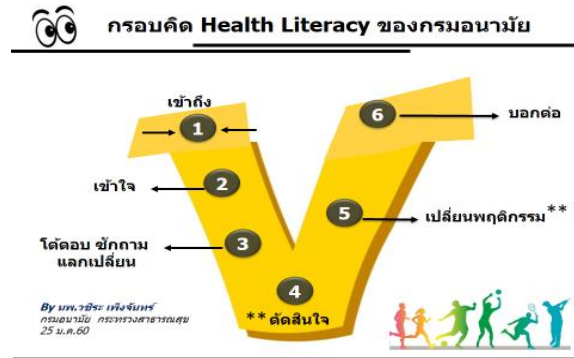 กรอบคิด Health Literacy ของกรมอนามัย
เข้าถึง
1
6
บอกต่อ
2
เข้าใจ
5
เปลี่ยนพฤติกรรม**
3
โต้ตอบ ซักถาม
แลกเปลี่ยน
4
**ตัดสินใจ
By นพ.วชิระ เพ็งจันทร์
กรมอนามัย กระทรวงสาธารณสุข
25 ม.ค.60